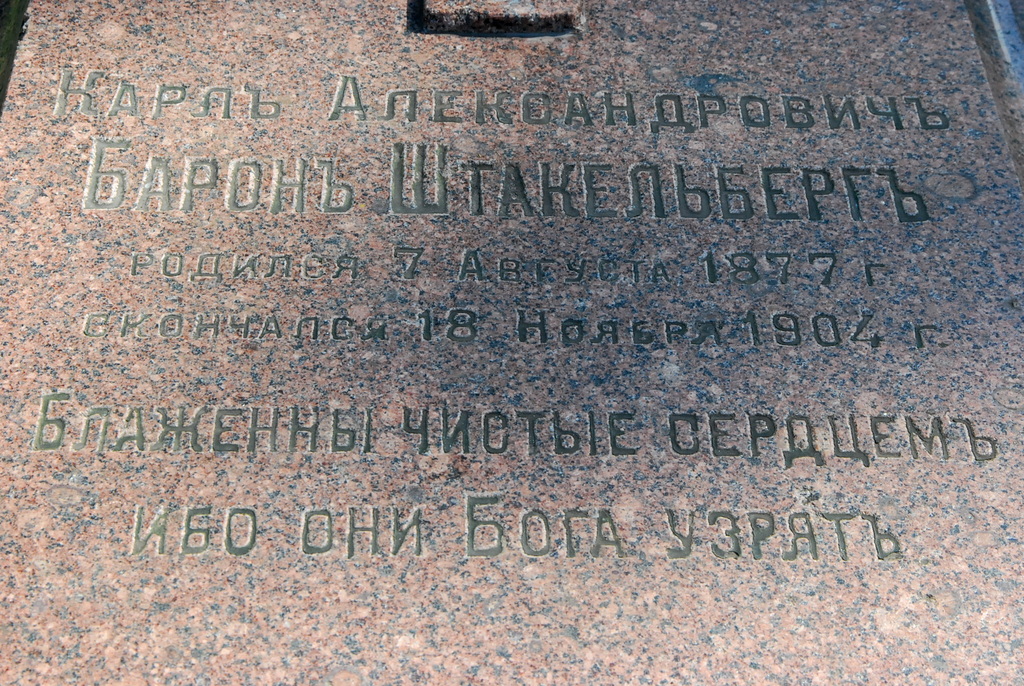 Карлъ Александровичъ
Баронъ Штакельбергъ
родился 7 Августа 1877 г.
скончался 18 Ноября 1904 г.
Блаженны чистые сердцемъ
ибо они Бога узрятъ